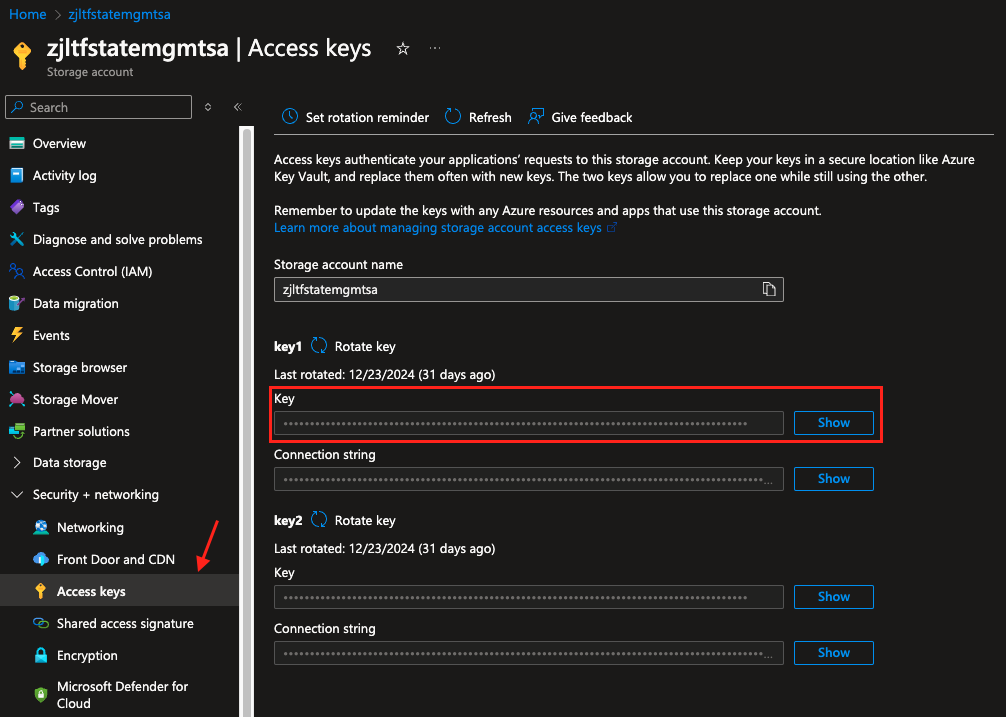 Home > zjltfstatemgmtsa
zjltfstatemgmtsa | Access keys
Storage account
Search
Overview
Activity log
Tags
Diagnose and solve problems
Access Control (IAM)
Data migration
Events
Storage browser
Storage Mover
Partner solutions
Data storage
Security + networking
Networking
Front Door and CDN
Access keys
Shared access signature
Encryption
Microsoft Defender for
Cloud
Set rotation reminder Refresh Give feedback
Access keys authenticate your applications’ requests to this storage account. Keep your keys in a secure location like Azure
Key Vault, and replace them often with new keys. The two keys allow you to replace one while still using the other.
Remember to update the keys with any Azure resources and apps that use this storage account.
Learn more about managing storage account access keys
Storage account name
zjltfstatemgmtsa
key1 Rotate key
Last rotated: 12/23/2024 (31 days ago)
Key
Show
Connection string
Show
key2 Rotate key
Last rotated: 12/23/2024 (31 days ago)
Key
Show
Connection string
Show